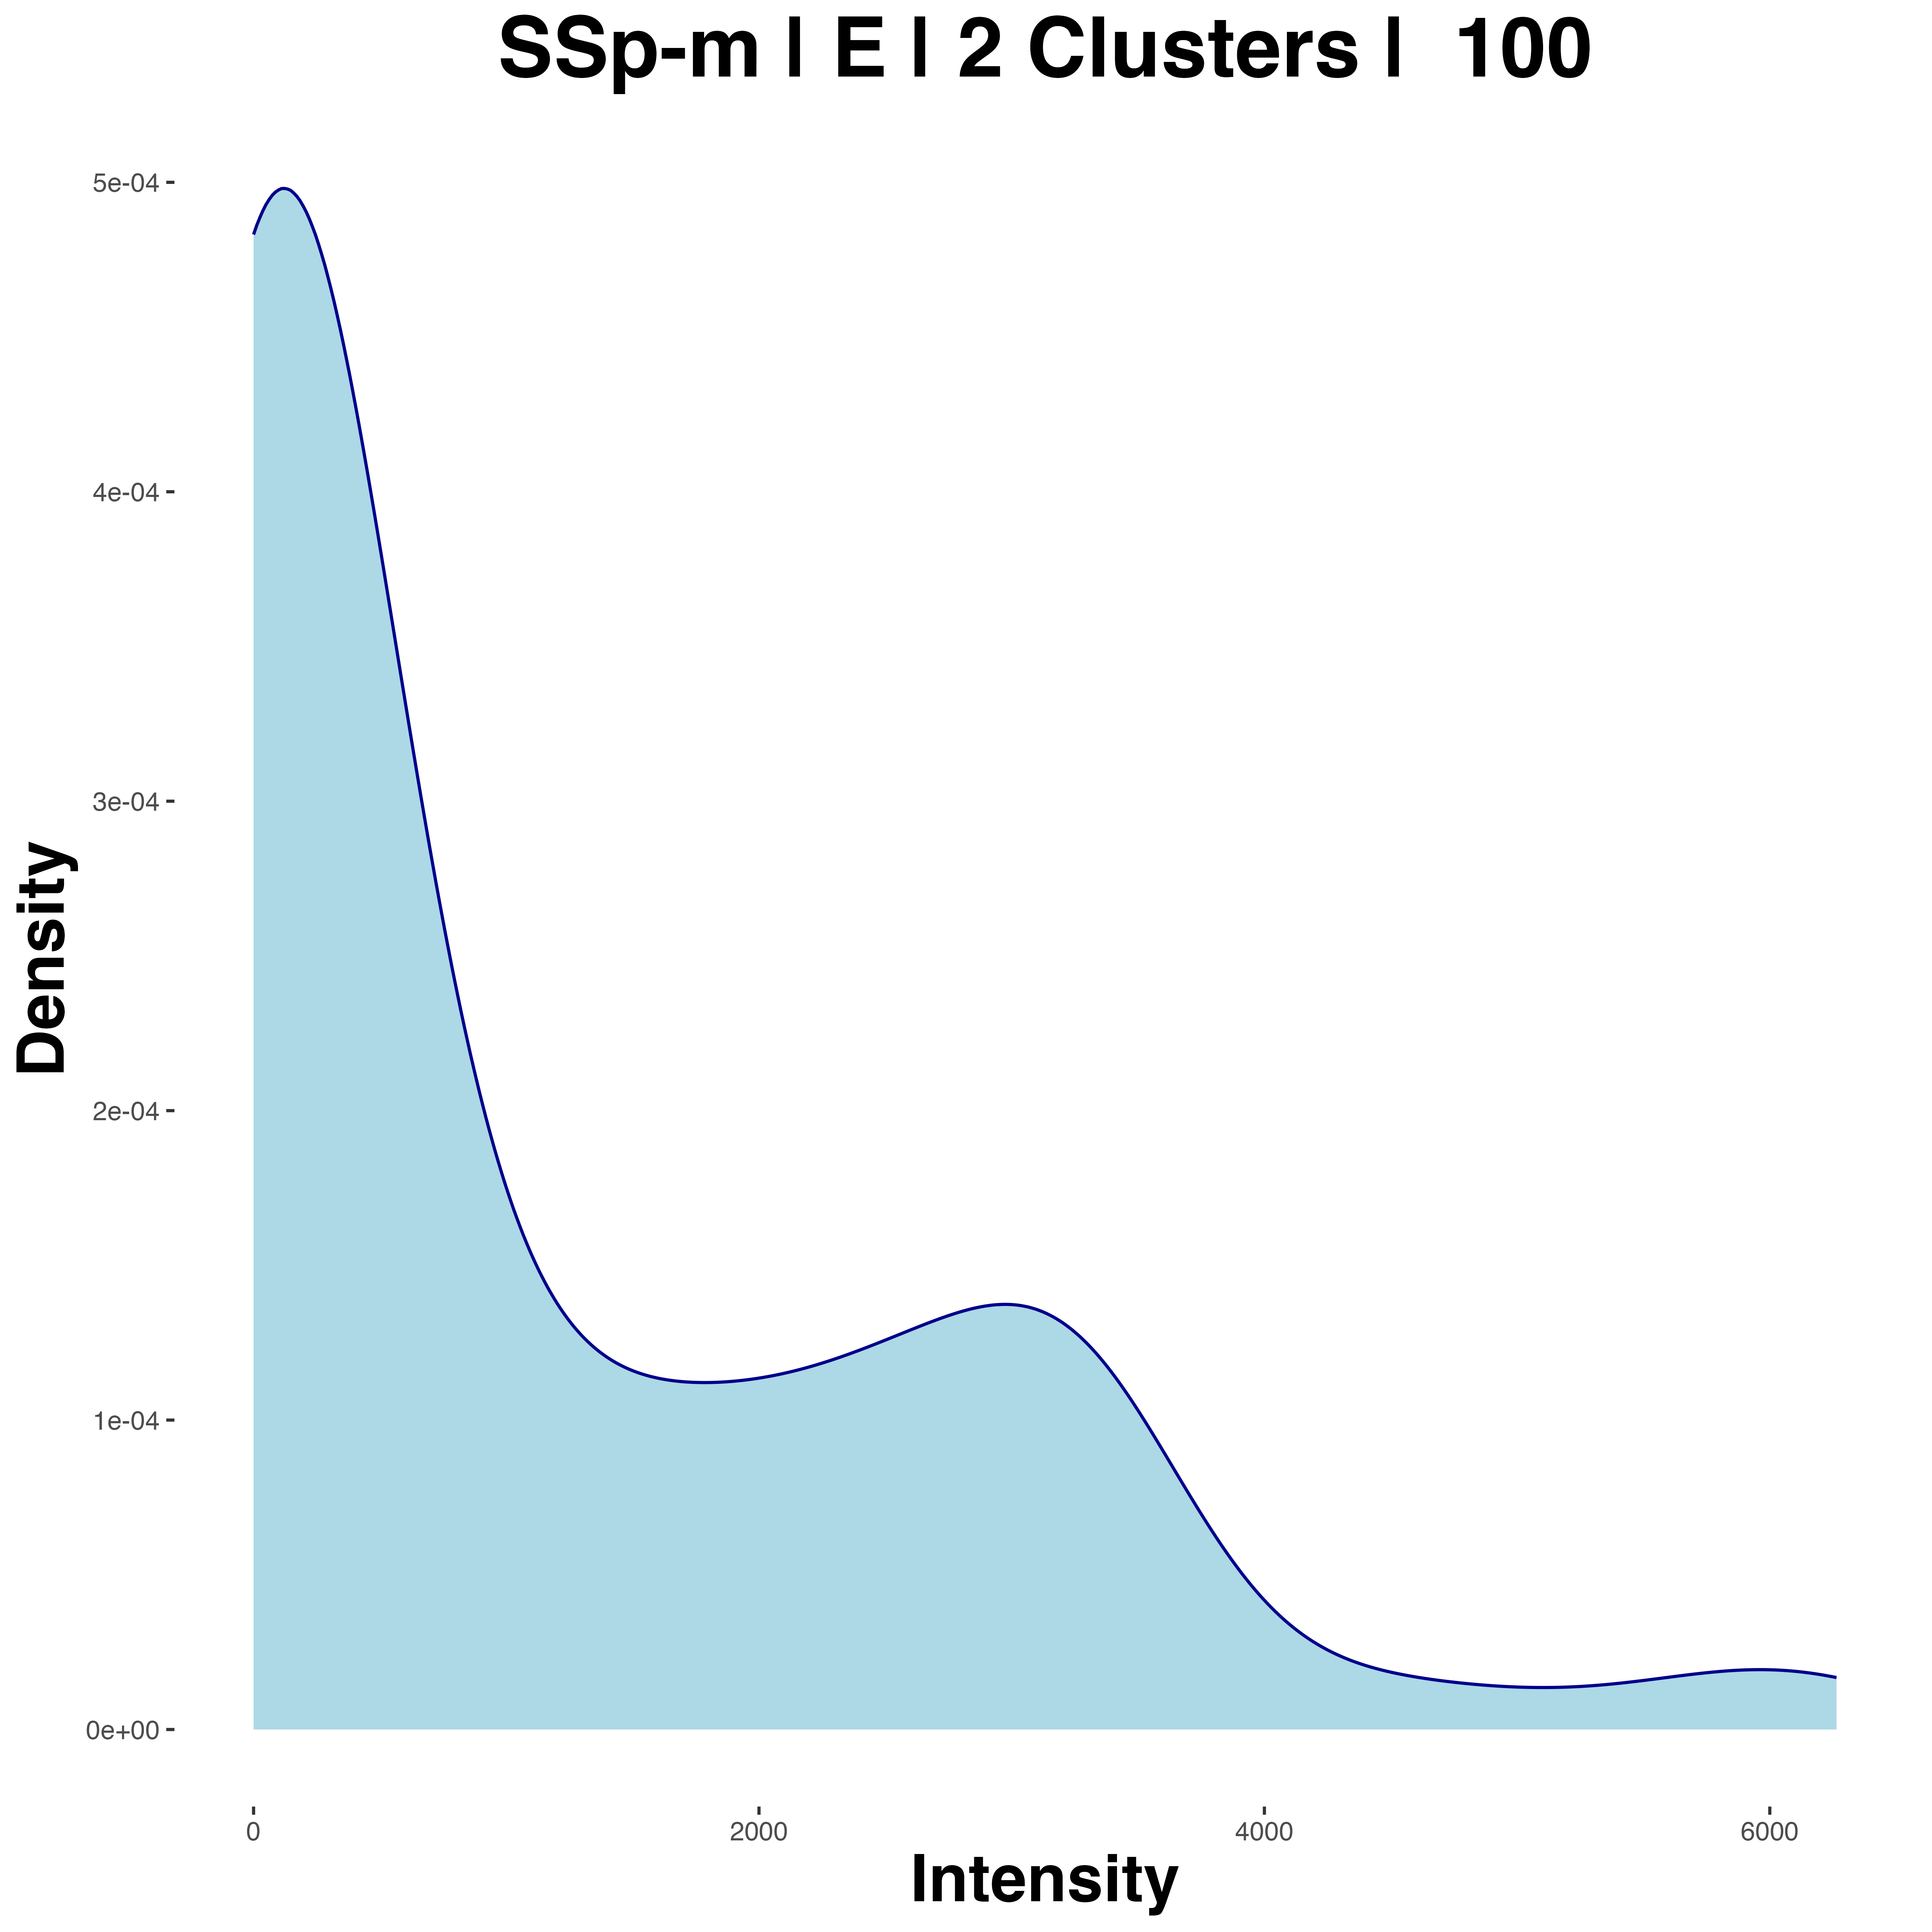 SSp-m | E | 2 Clusters |  100
5e-04
4e-04
3e-04
2e-04
1e-04
0e+00
Density
0
2000
4000
6000
Intensity